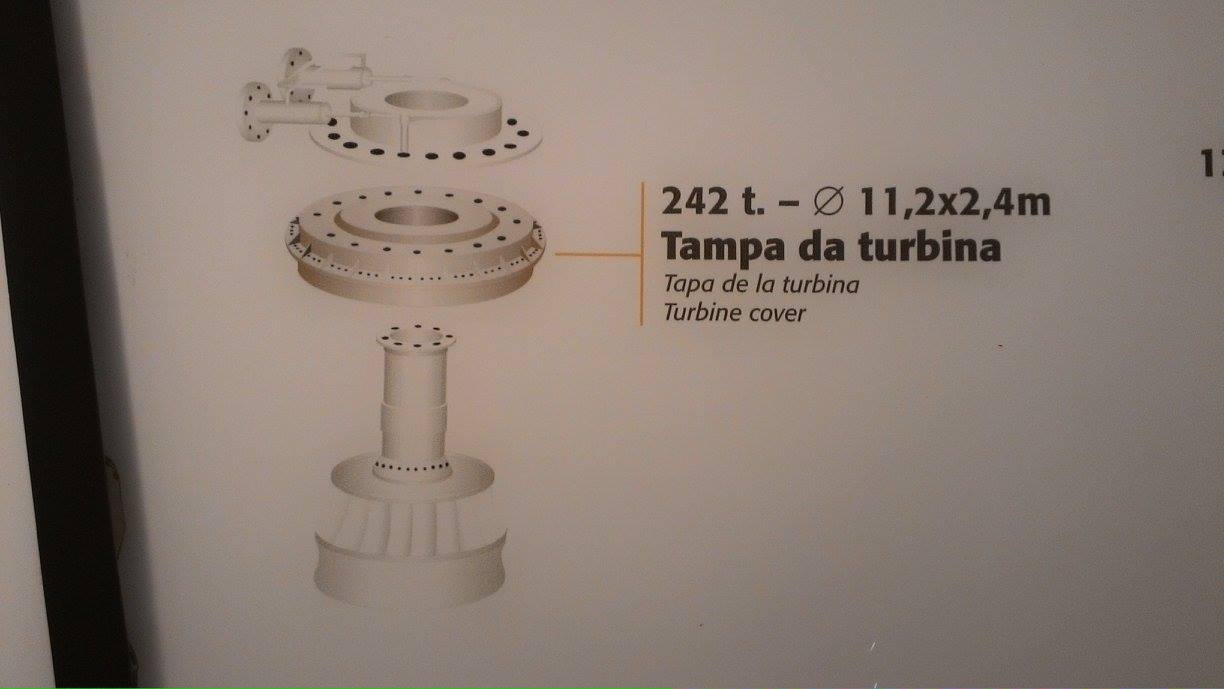 242 t. – ∅ 11,2x2,4m
Tampa da turbina
Tapa de la turbina
Turbine cover